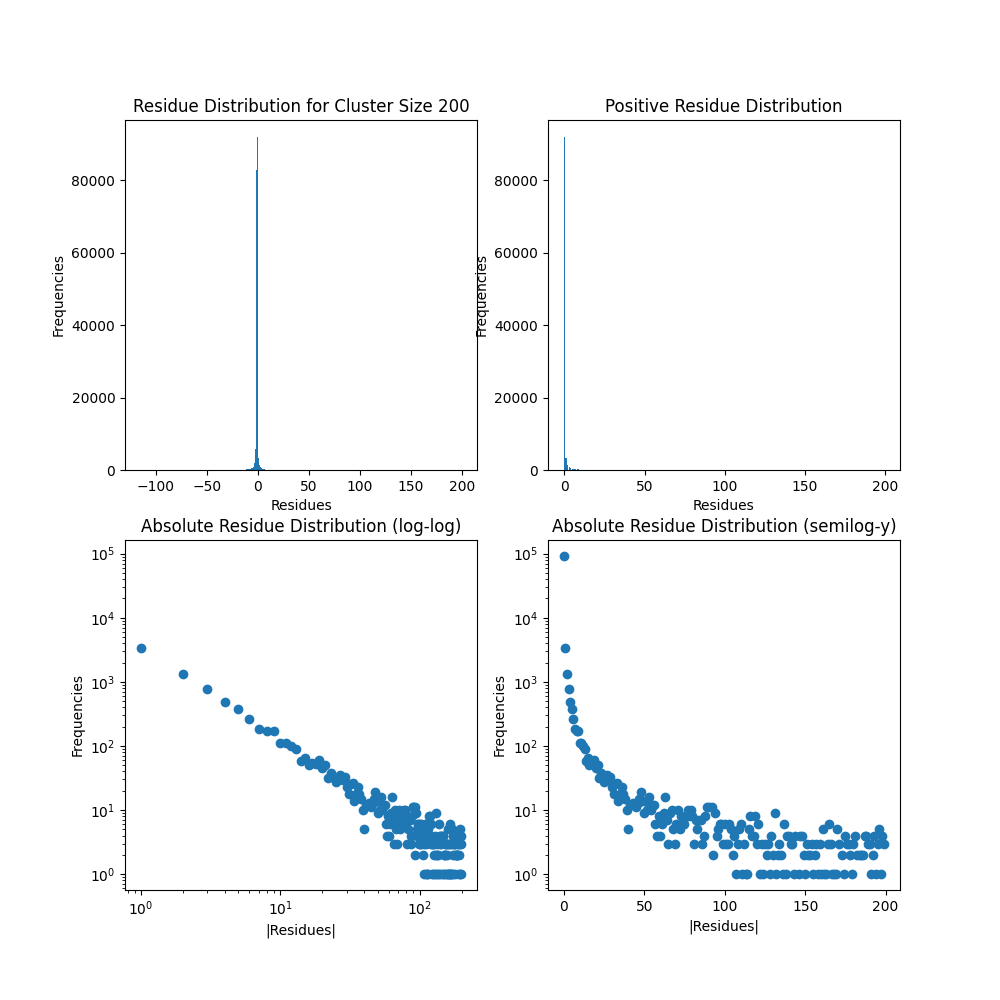 Residue Distribution for Cluster Size 200
Frequencies
80000
60000
40000
20000
0
−100 −50 0 50 100 150 200
Residues
Positive Residue Distribution
Frequencies
80000
60000
40000
20000
0
0 50 100 150 200
Residues
Absolute Residue Distribution (log-log)
Frequencies
10⁵
10⁴
10³
10²
10¹
10⁰
10⁰ 10¹ 10²
|Residues|
Absolute Residue Distribution (semilog-y)
Frequencies
10⁵
10⁴
10³
10²
10¹
10⁰
0 50 100 150 200
|Residues|